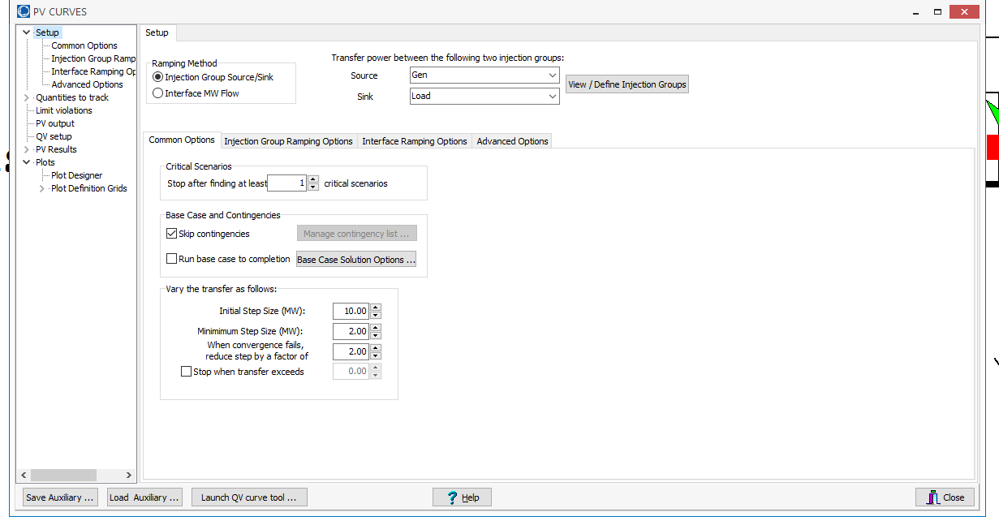 PV CURVES
Setup
Common Options
Injection Group Ramp
Interface Ramping Op
Advanced Options
Quantities to track
Limit violations
PV output
QV setup
PV Results
Plots
Plot Designer
Plot Definition Grids
Setup
Ramping Method
Injection Group Source/Sink
Interface MW Flow
Transfer power between the following two injection groups:
Source Gen
Sink Load
View / Define Injection Groups
Common Options Injection Group Ramping Options Interface Ramping Options Advanced Options
Critical Scenarios
Stop after finding at least 1 critical scenarios
Base Case and Contingencies
Skip contingencies Manage contingency list ...
Run base case to completion Base Case Solution Options ...
Vary the transfer as follows:
Initial Step Size (MW): 10.00
Minimimum Step Size (MW): 2.00
When convergence fails,
reduce step by a factor of 2.00
Stop when transfer exceeds 0.00
Save Auxiliary ... Load Auxiliary ... Launch QV curve tool ... Help Close